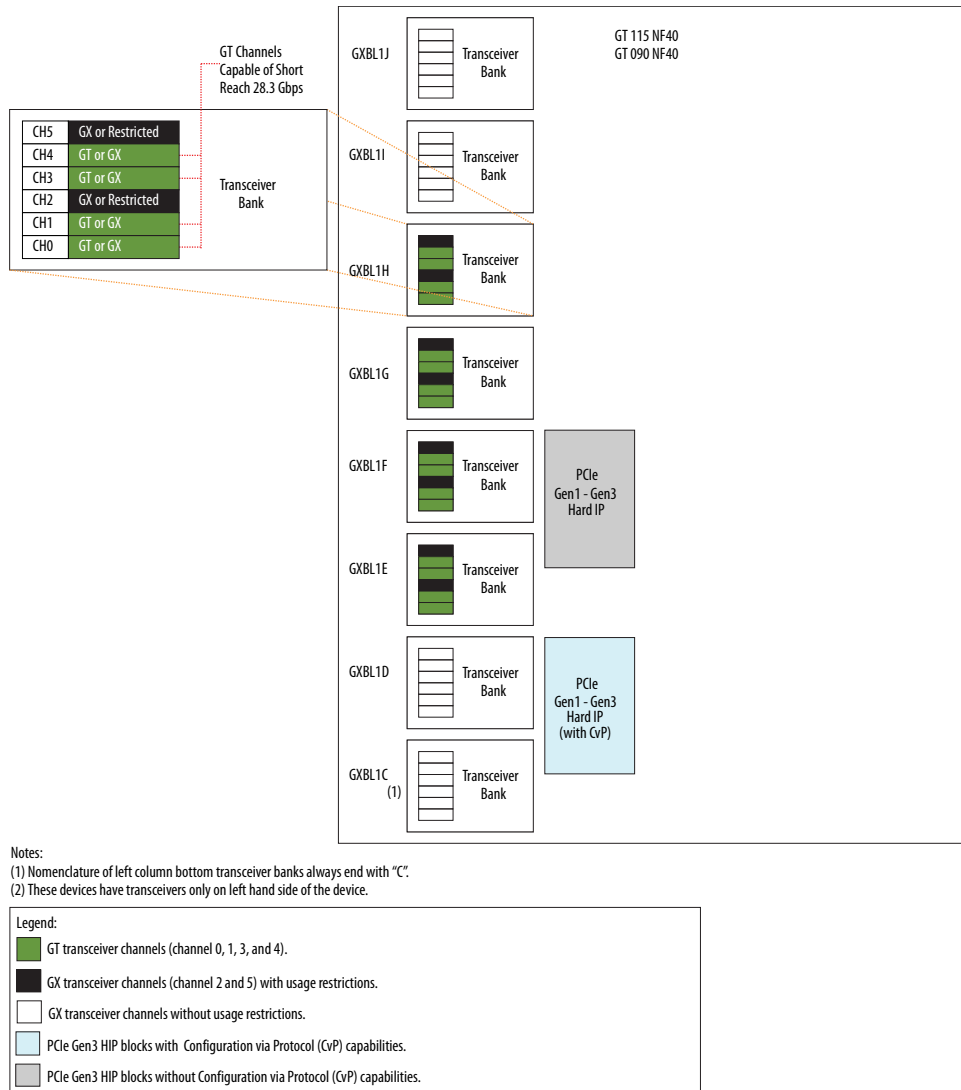 GT 115 NF40
GT 090 NF40
GT Channels
Capable of Short
Reach 28.3 Gbps
CH5 GX or Restricted
CH4 GT or GX
CH3 GT or GX
CH2 GX or Restricted
CH1 GT or GX
CH0 GT or GX
Transceiver
Bank
GXBL1J
Transceiver
Bank
GXBL1I
Transceiver
Bank
GXBL1H
Transceiver
Bank
GXBL1G
Transceiver
Bank
GXBL1F
Transceiver
Bank
PCIe
Gen1 - Gen3
Hard IP
GXBL1E
Transceiver
Bank
GXBL1D
Transceiver
Bank
PCIe
Gen1 - Gen3
Hard IP
(with CvP)
GXBL1C
(1)
Transceiver
Bank
Notes:
(1) Nomenclature of left column bottom transceiver banks always end with “C”.
(2) These devices have transceivers only on left hand side of the device.
Legend:
GT transceiver channels (channel 0, 1, 3, and 4).
GX transceiver channels (channel 2 and 5) with usage restrictions.
GX transceiver channels without usage restrictions.
PCIe Gen3 HIP blocks with Configuration via Protocol (CvP) capabilities.
PCIe Gen3 HIP blocks without Configuration via Protocol (CvP) capabilities.